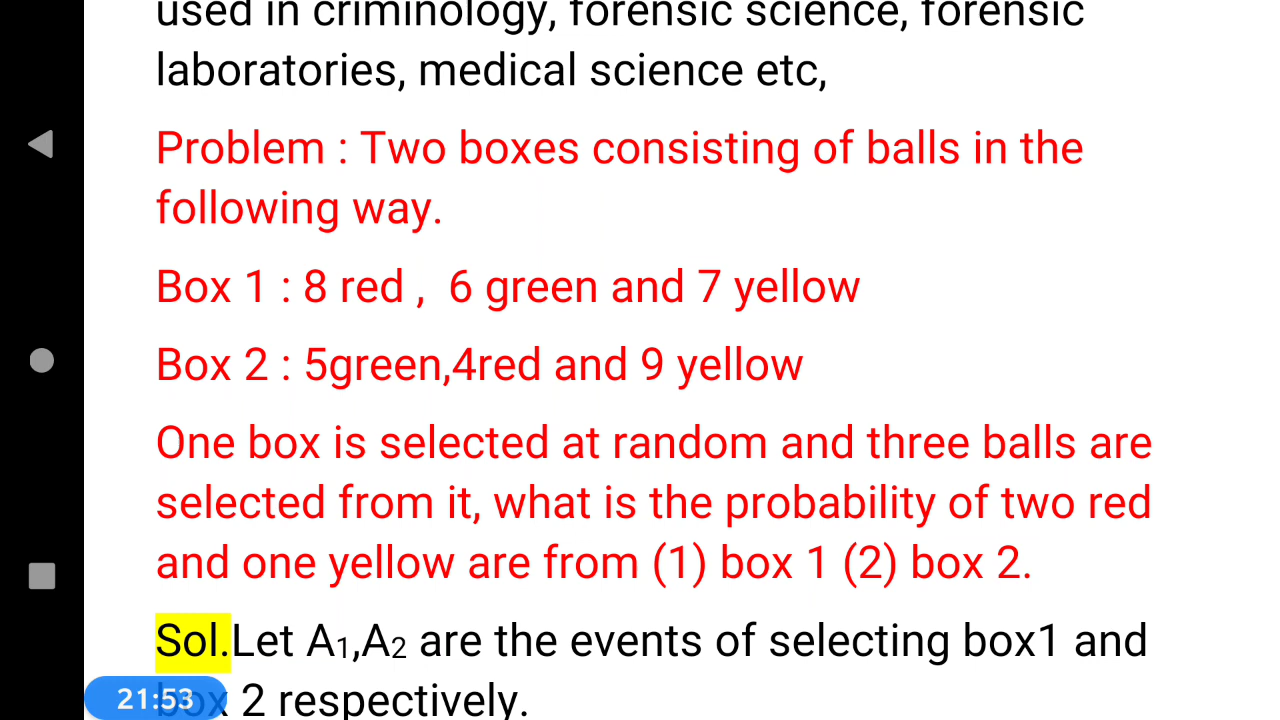 used in criminology, forensic science, forensic
laboratories, medical science etc,
Problem : Two boxes consisting of balls in the
following way.
Box 1 : 8 red ,  6 green and 7 yellow
Box 2 : 5green,4red and 9 yellow
One box is selected at random and three balls are
selected from it, what is the probability of two red
and one yellow are from (1) box 1 (2) box 2.
Sol.Let A₁,A₂ are the events of selecting box1 and
box 2 respectively.
21:53